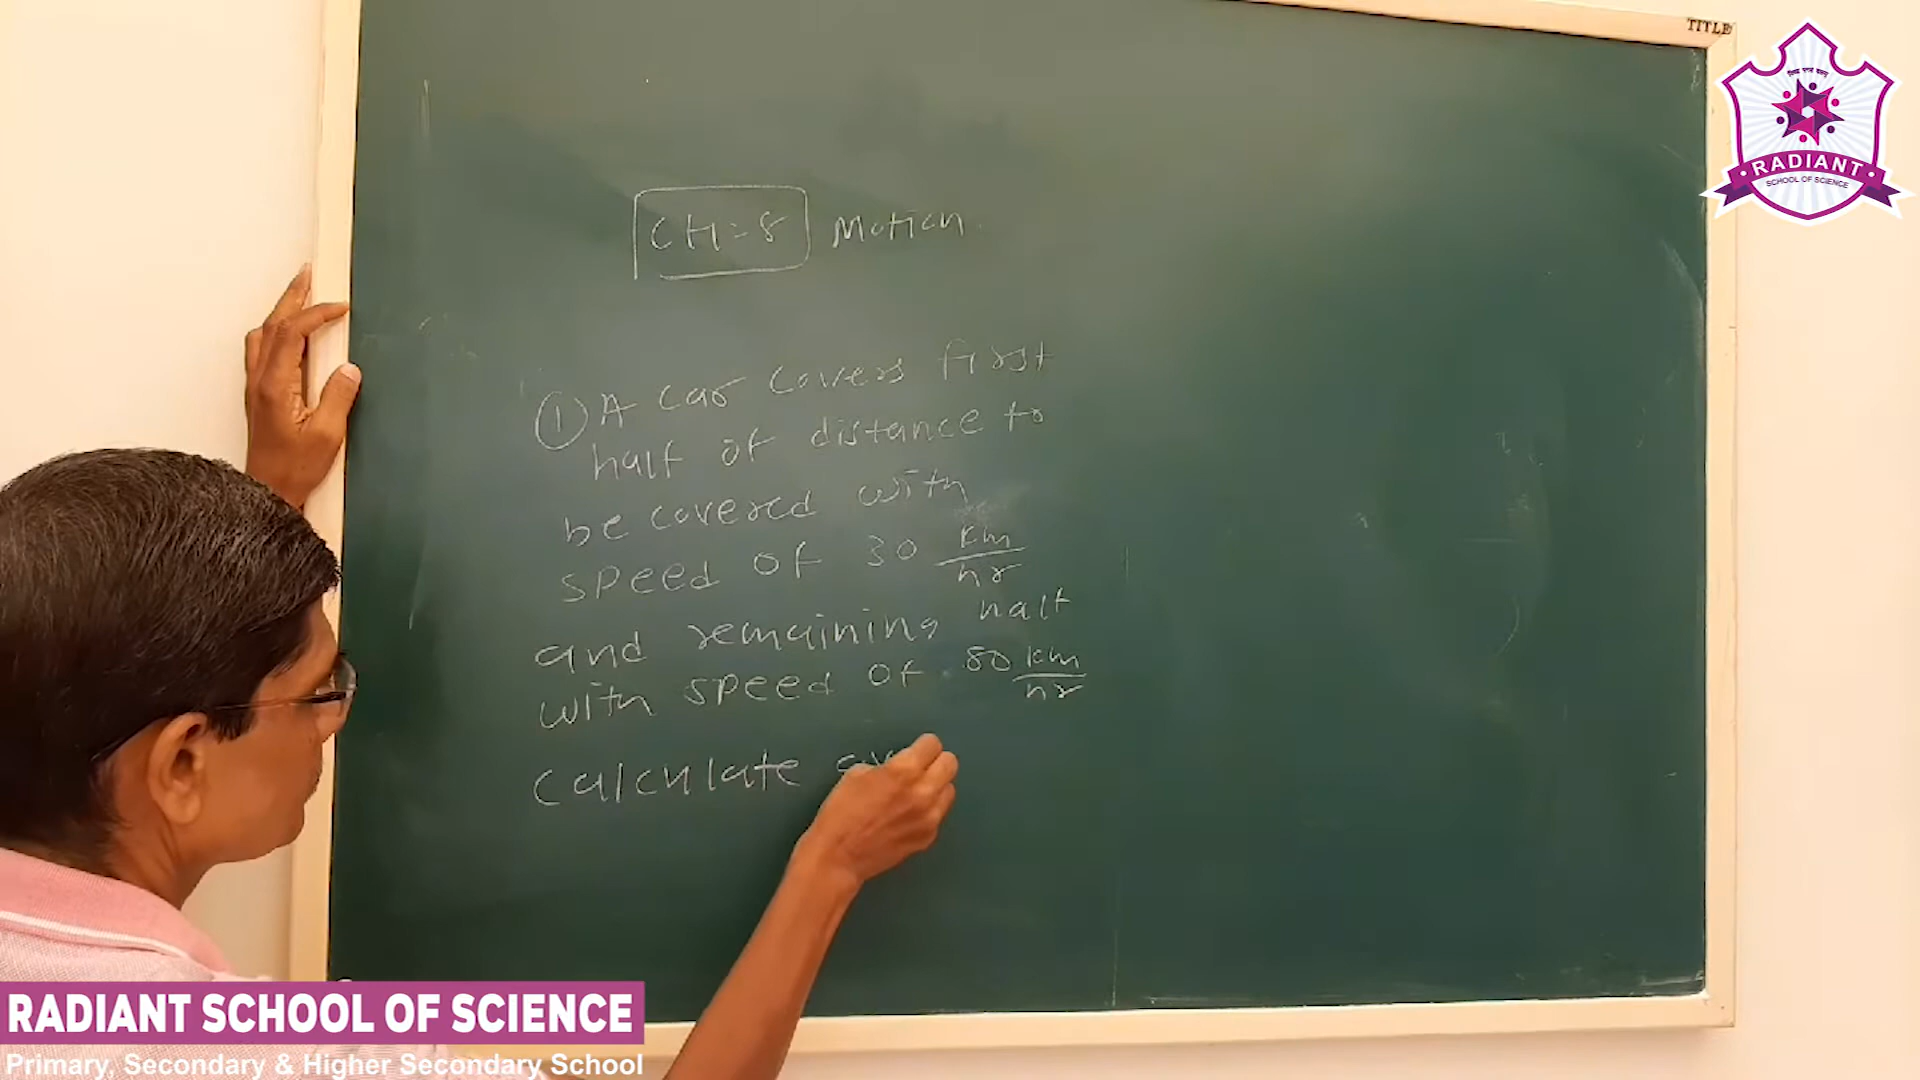 TITLE
RADIANT
SCHOOL OF SCIENCE
CH=8 Motion.
① A car covers first
half of distance to
be covered with
speed of 30 km/hr
and remaining half
with speed of 80 km/hr
calculate
RADIANT SCHOOL OF SCIENCE
Primary, Secondary & Higher Secondary School